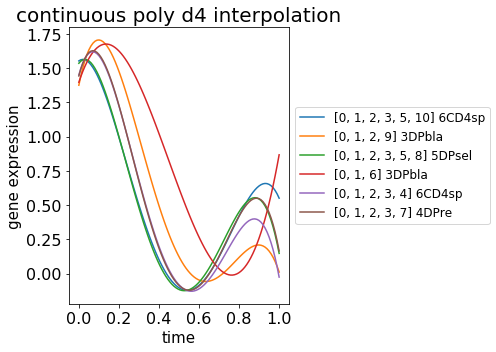 continuous poly d4 interpolation
gene expression
1.75
1.50
1.25
1.00
0.75
0.50
0.25
0.00
0.0 0.2 0.4 0.6 0.8 1.0
time
[0, 1, 2, 3, 5, 10] 6CD4sp
[0, 1, 2, 9] 3DPbla
[0, 1, 2, 3, 5, 8] 5DPsel
[0, 1, 6] 3DPbla
[0, 1, 2, 3, 4] 6CD4sp
[0, 1, 2, 3, 7] 4DPre